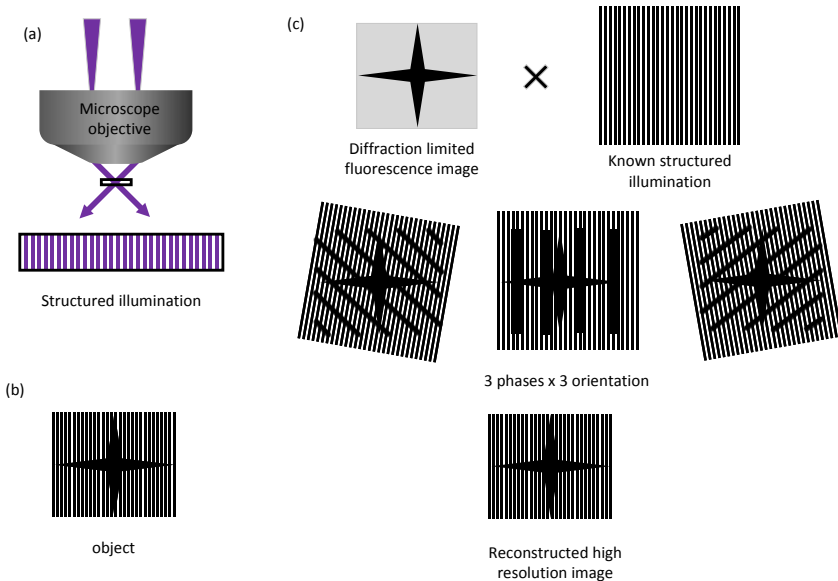 (a)
Microscope
objective
Structured illumination
(b)
object
(c)
Diffraction limited
fluorescence image
Known structured
illumination
3 phases x 3 orientation
Reconstructed high
resolution image